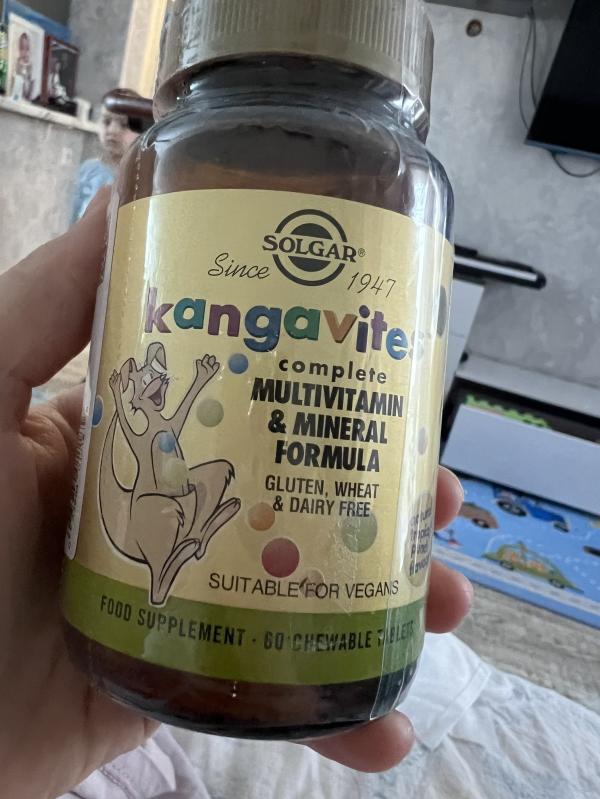 SOLGAR®
Since 1947
kangavites
complete
MULTIVITAMIN
& MINERAL
FORMULA
GLUTEN, WHEAT
& DAIRY FREE
SUITABLE FOR VEGANS
FOOD SUPPLEMENT · 60 CHEWABLE TABLETS